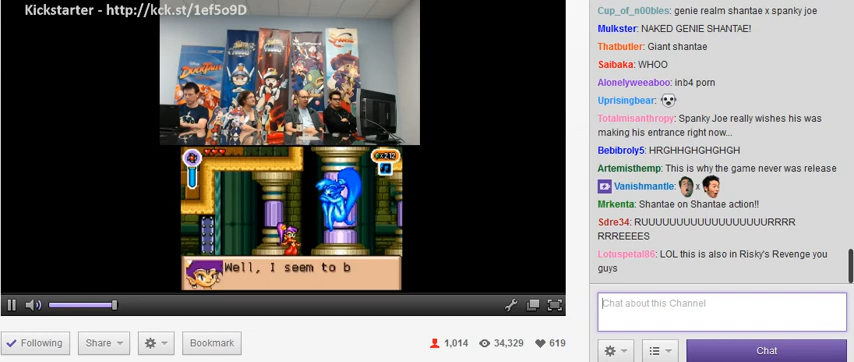 Kickstarter - http://kck.st/1ef5o9D
DUCKTALES
x212
Well, I seem to b
Following
Share
Bookmark
1,014
34,329
619
Cup_of_n00bles: genie realm shantae x spanky joe
Mulkster: NAKED GENIE SHANTAE!
Thatbutler: Giant shantae
Saibaka: WHOO
Alonelyweeaboo: inb4 porn
Uprisingbear:
Totalmisanthropy: Spanky Joe really wishes his was
making his entrance right now...
Bebibroly5: HRGHHGHGHGHGH
Artemisthemp: This is why the game never was release
Vanishmantle: x
Mrkenta: Shantae on Shantae action!!
Sdre34: RUUUUUUUUUUUUUUUUURRRR
RRREEEES
Lotuspetal86: LOL this is also in Risky's Revenge you
guys
Chat about this Channel
Chat